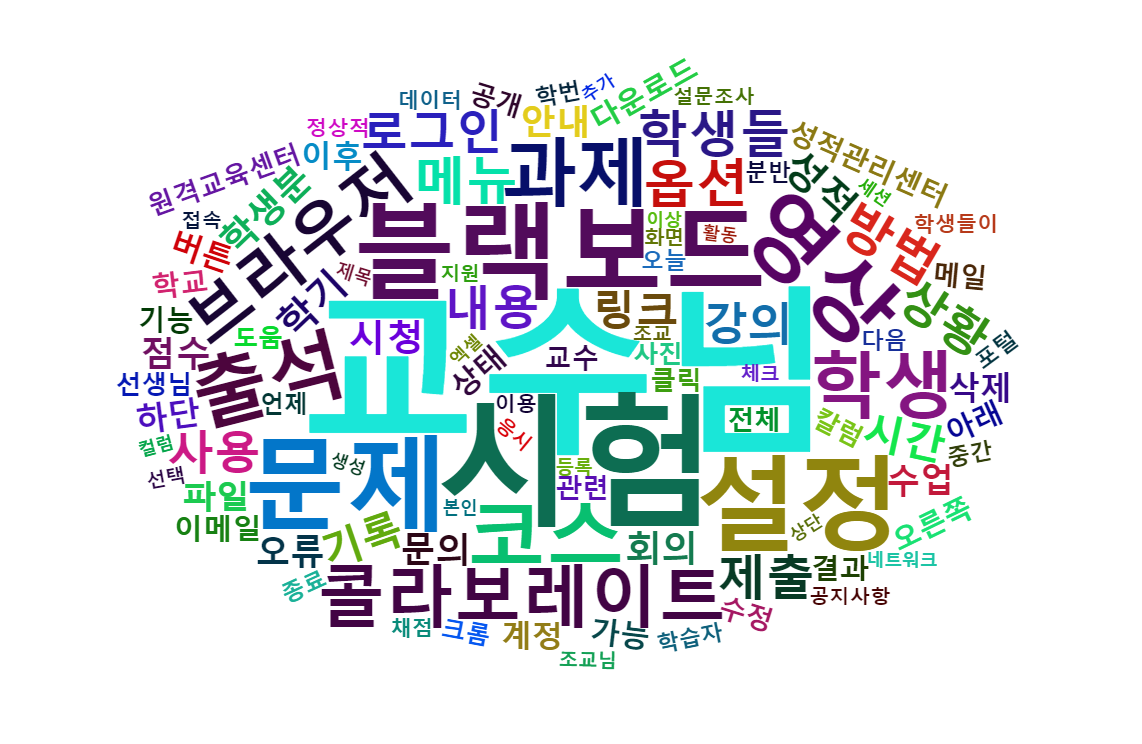 데이터
공개
학번
추가
다운로드
설문조사
정상적
로그인
안내
학생들
성적관리센터
원격교육센터
이후
브라우저
메뉴
과제
옵션
분반
성적
세션
접속
학생분
버튼
블랙보드
이상
화면
활동
영상
방법
학생들이
학교
제목
학기
지원
오늘
메일
기능
도움
시청
내용
링크
강의
상황
점수
출석
교수님
엑셀
조교
사진
다음
포털
선생님
상태
교수
클릭
체크
학생
삭제
하단
언제
이용
전체
칼럼
시간
아래
컬럼
사용
시험
응시
중간
선택
문제
생성
등록
관련
설정
수업
파일
본인
이메일
오류
기록
문의
코스
회의
상단
오른쪽
네트워크
종료
콜라보레이트
제출
결과
공지사항
채점
크롬
계정
가능
학습자
수정
조교님